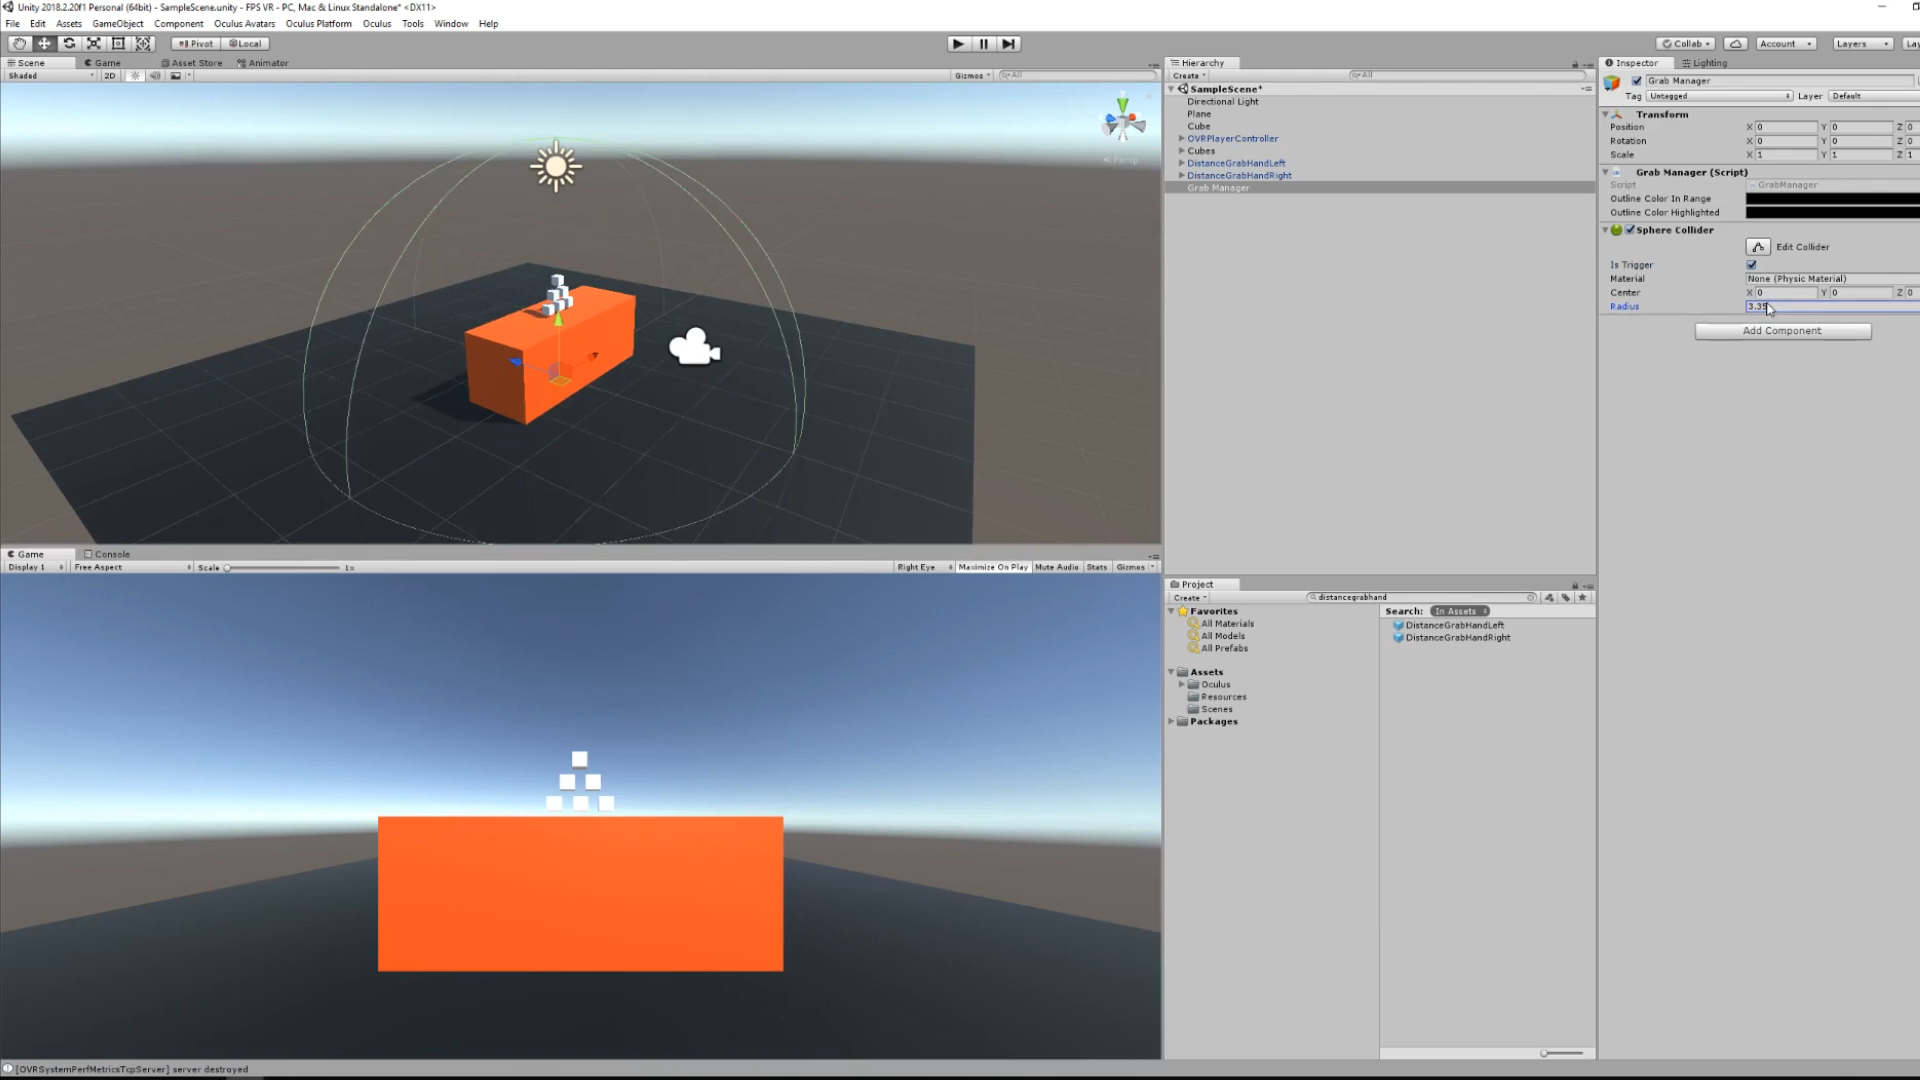 Unity 2018.2.20f1 Personal (64bit) - SampleScene.unity - FPS VR - PC, Mac & Linux Standalone* <DX11>
File Edit Assets GameObject Component Oculus Avatars Oculus Platform Oculus Tools Window Help
Pivot Local Collab Account Layers Lay
Scene Game Asset Store Animator
Shaded 2D Gizmos All
Persp
Game Console
Display 1 Free Aspect Scale 1x Right Eye Maximize On Play Mute Audio Stats Gizmos
[OVRSystemPerfMetricsTcpServer] server destroyed
Hierarchy
Create All
SampleScene*
Directional Light
Plane
Cube
OVRPlayerController
Cubes
DistanceGrabHandLeft
DistanceGrabHandRight
Grab Manager
Project
Create distancegrabhand
Favorites
All Materials
All Models
All Prefabs
Assets
Oculus
Resources
Scenes
Packages
Search: In Assets
DistanceGrabHandLeft
DistanceGrabHandRight
Inspector Lighting
Grab Manager
Tag Untagged Layer Default
Transform
Position X 0 Y 0 Z 0
Rotation X 0 Y 0 Z 0
Scale X 1 Y 1 Z 1
Grab Manager (Script)
Script GrabManager
Outline Color In Range
Outline Color Highlighted
Sphere Collider
Edit Collider
Is Trigger
Material None (Physic Material)
Center X 0 Y 0 Z 0
Radius 3.35
Add Component